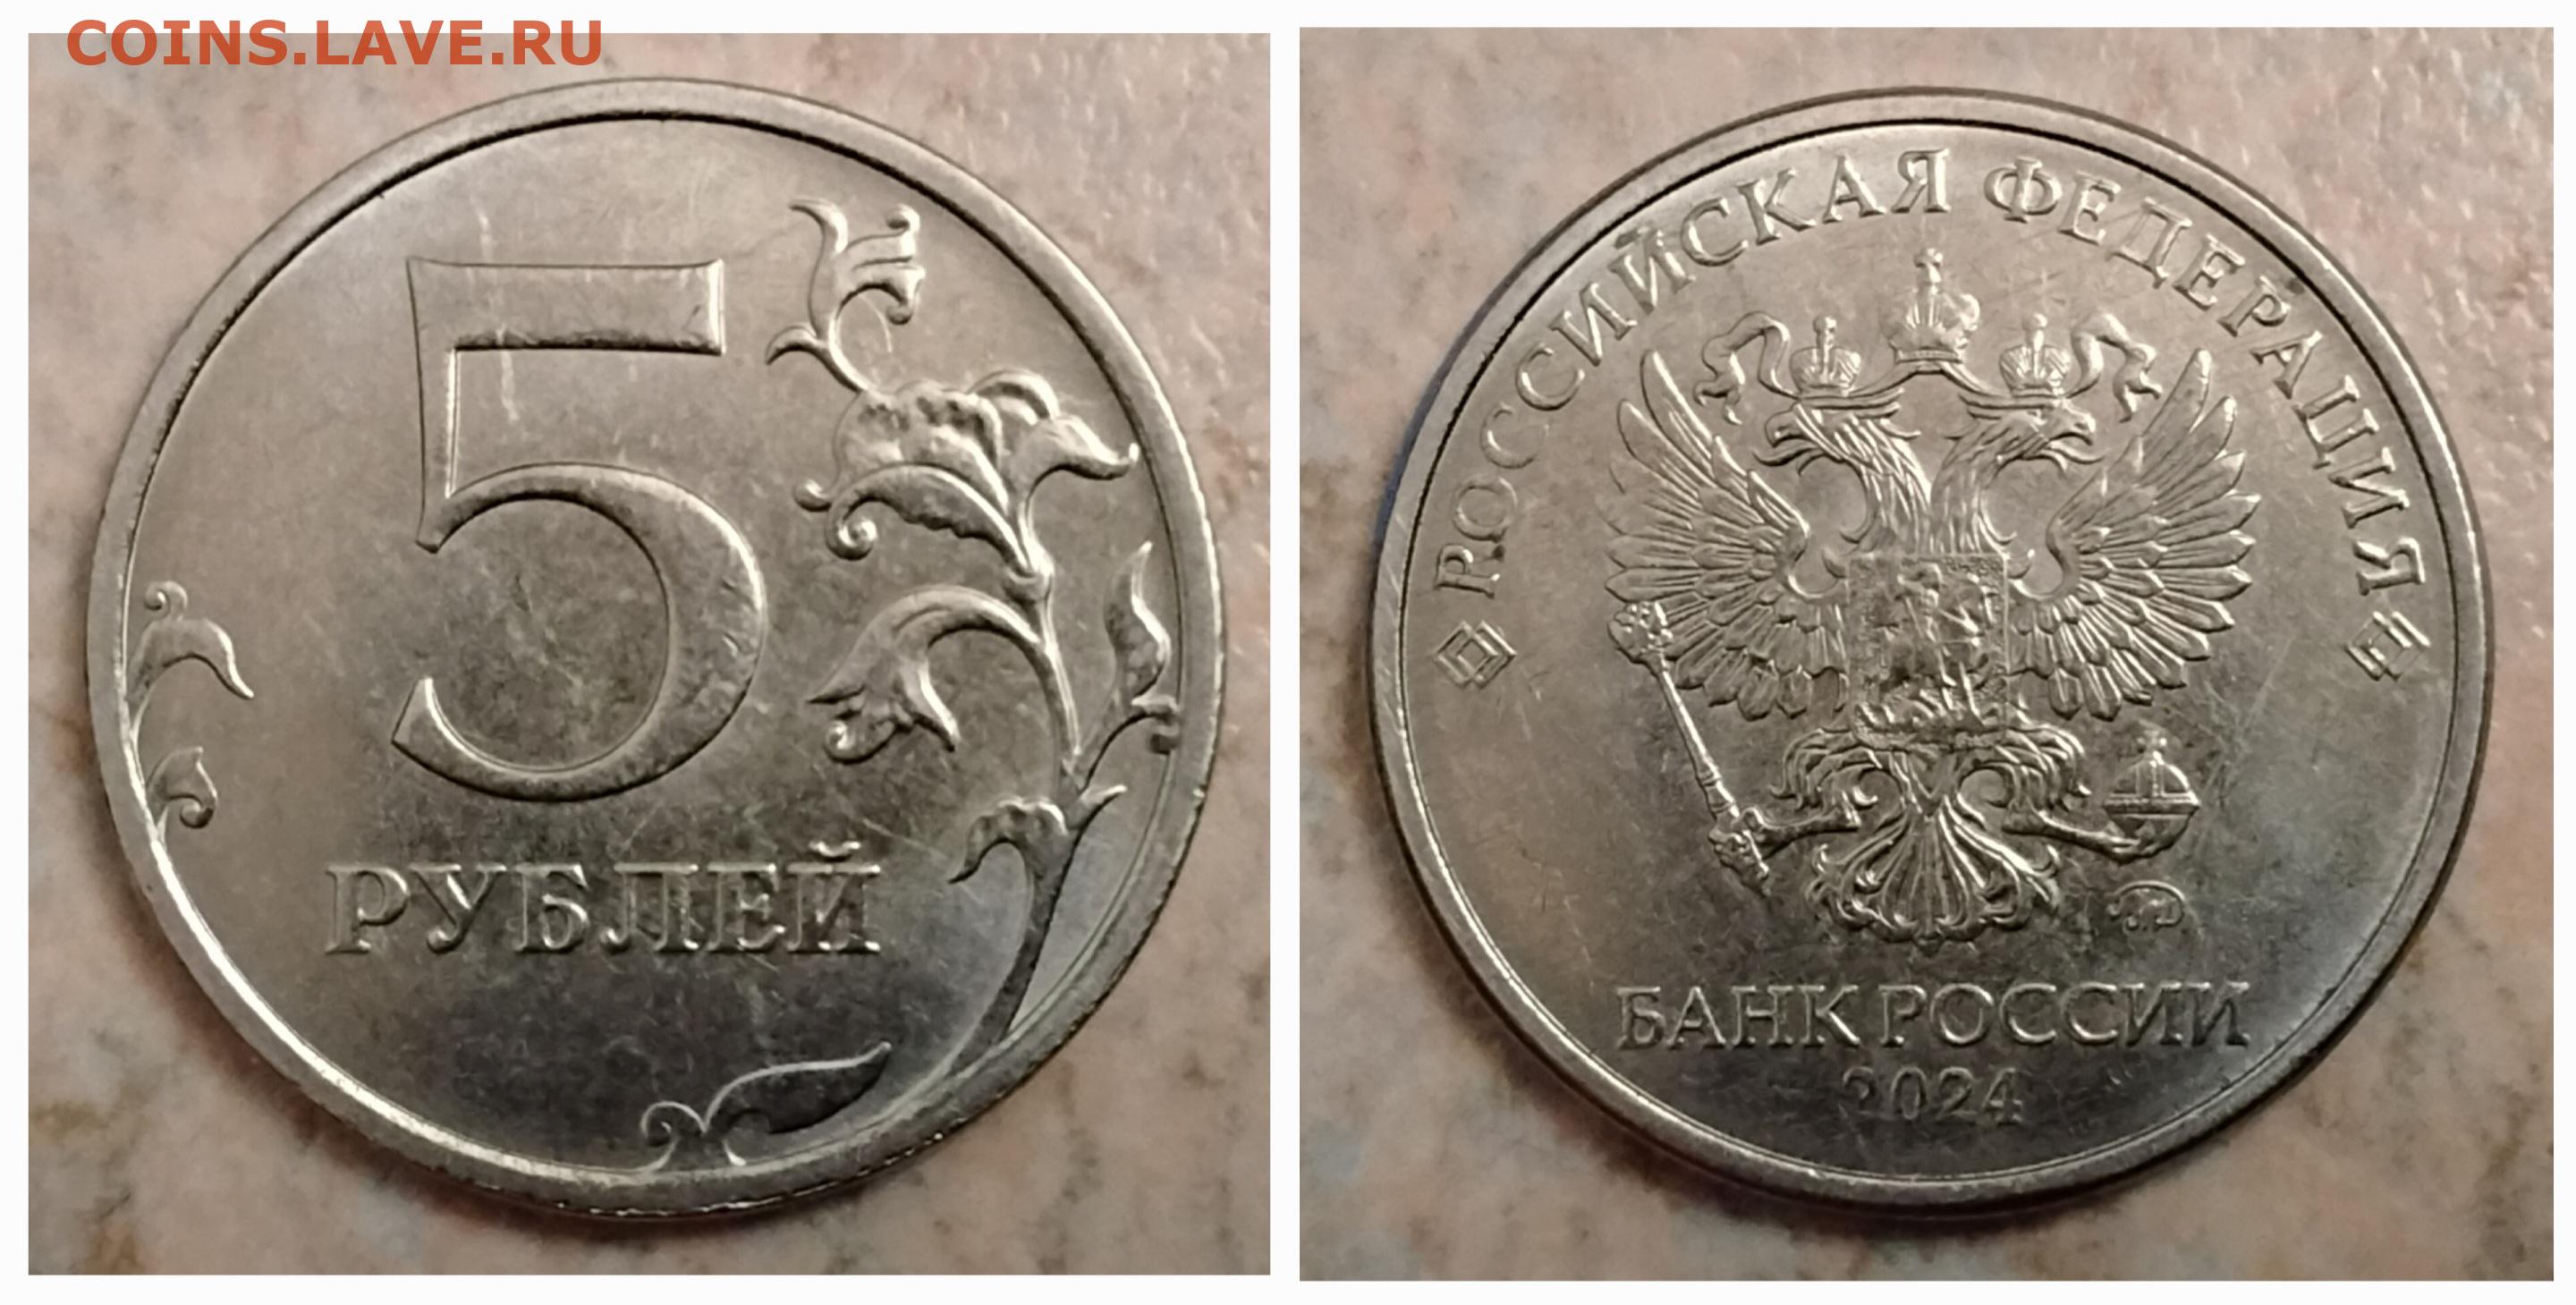 COINS.LAVE.RU
5
РУБЛЕЙ
РОССИЙСКАЯ ФЕДЕРАЦИЯ
БАНК РОССИИ
2024